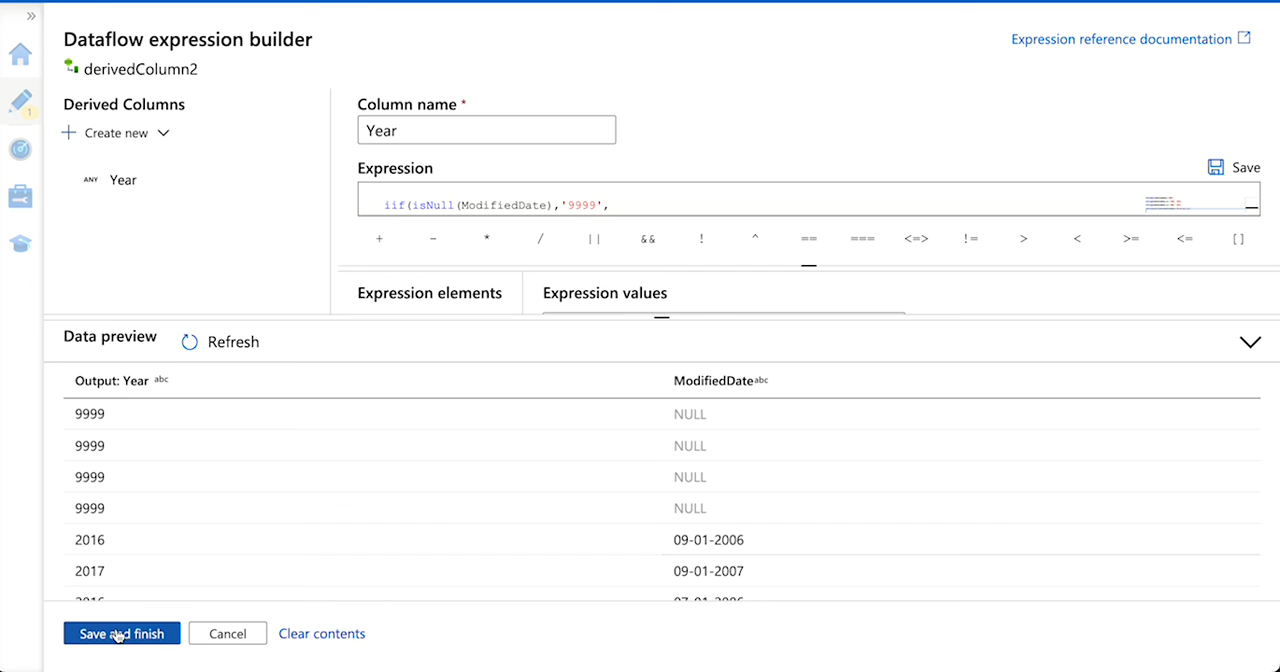 Dataflow expression builder
Expression reference documentation
derivedColumn2
Derived Columns
Create new
ANY Year
Column name *
Year
Expression
Save
iif(isNull(ModifiedDate),'9999',
+ - * / || && ! ^ == === <=> != > < >= <= []
Expression elements
Expression values
Data preview
Refresh
Output: Year abc ModifiedDate abc
9999 NULL
9999 NULL
9999 NULL
9999 NULL
2016 09-01-2006
2017 09-01-2007
Save and finish
Cancel
Clear contents
1